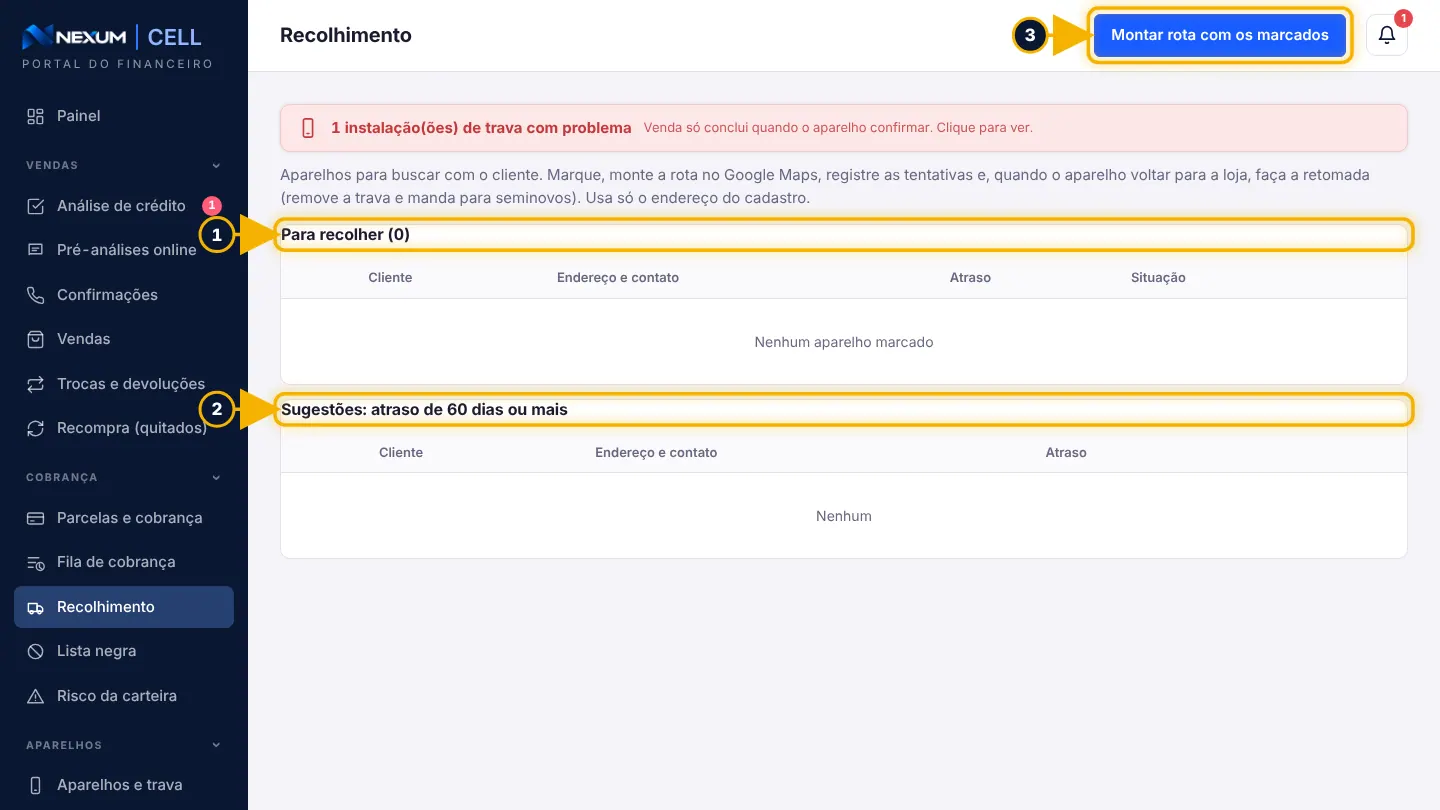 NEXUM | CELL
PORTAL DO FINANCEIRO
Painel
VENDAS
Análise de crédito 1
Pré-análises online
Confirmações
Vendas
Trocas e devoluções
Recompra (quitados)
COBRANÇA
Parcelas e cobrança
Fila de cobrança
Recolhimento
Lista negra
Risco da carteira
APARELHOS
Aparelhos e trava
Recolhimento
3
Montar rota com os marcados
1
1 instalação(ões) de trava com problema Venda só conclui quando o aparelho confirmar. Clique para ver.
Aparelhos para buscar com o cliente. Marque, monte a rota no Google Maps, registre as tentativas e, quando o aparelho voltar para a loja, faça a retomada
(remove a trava e manda para seminovos). Usa só o endereço do cadastro.
1
Para recolher (0)
Cliente Endereço e contato Atraso Situação
Nenhum aparelho marcado
2
Sugestões: atraso de 60 dias ou mais
Cliente Endereço e contato Atraso
Nenhum